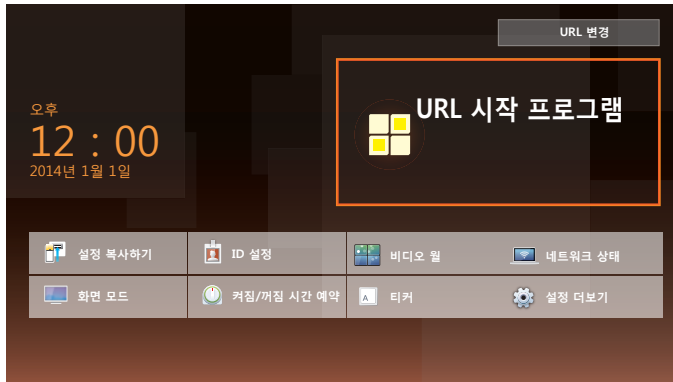 URL 변경
URL 시작 프로그램
오후
12 : 00
2014년 1월 1일
설정 복사하기
ID 설정
비디오 월
네트워크 상태
화면 모드
켜짐/꺼짐 시간 예약
A
티커
설정 더보기